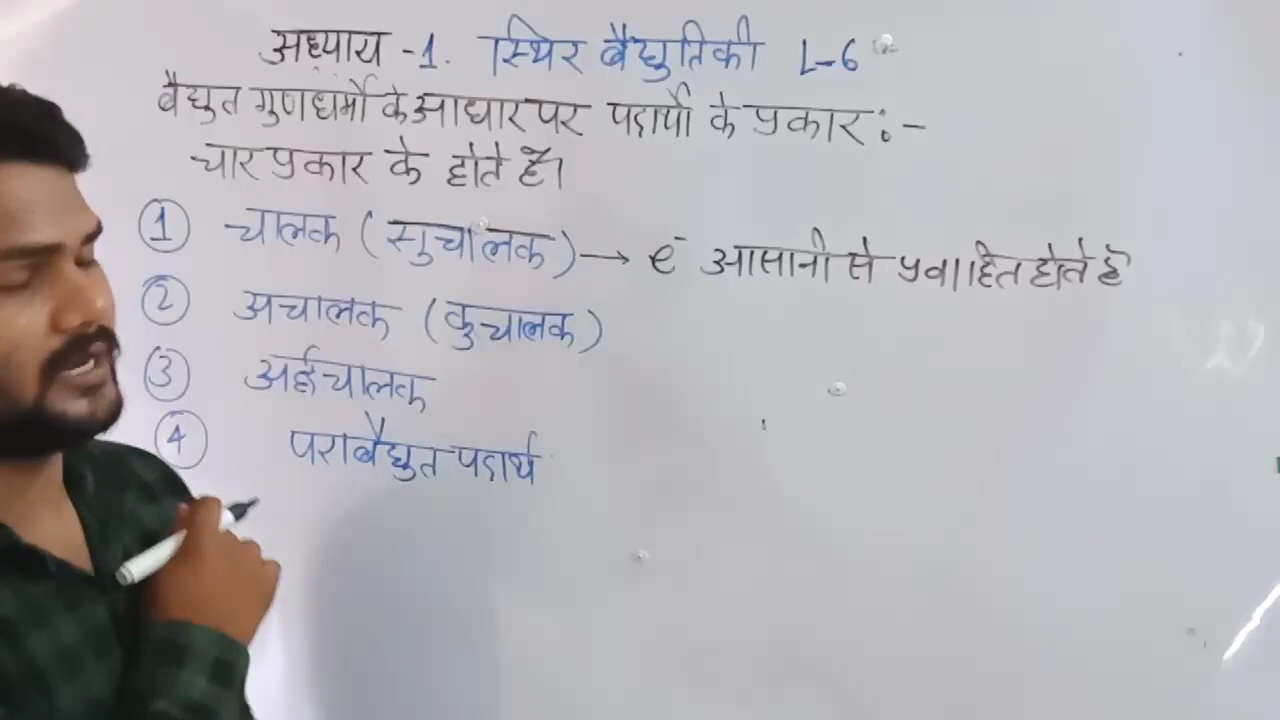 अध्याय -1. स्थिर बैद्युतिकी L-6
बैद्युत गुणधर्मो के आधार पर पदार्थो के प्रकार :-
चार प्रकार के होते हैं।
① चालक (सुचालक) → e⁻ आसानी से प्रवाहित होते है
② अचालक (कुचालक)
③ अर्द्धचालक
④ पराबैद्युत पदार्थ